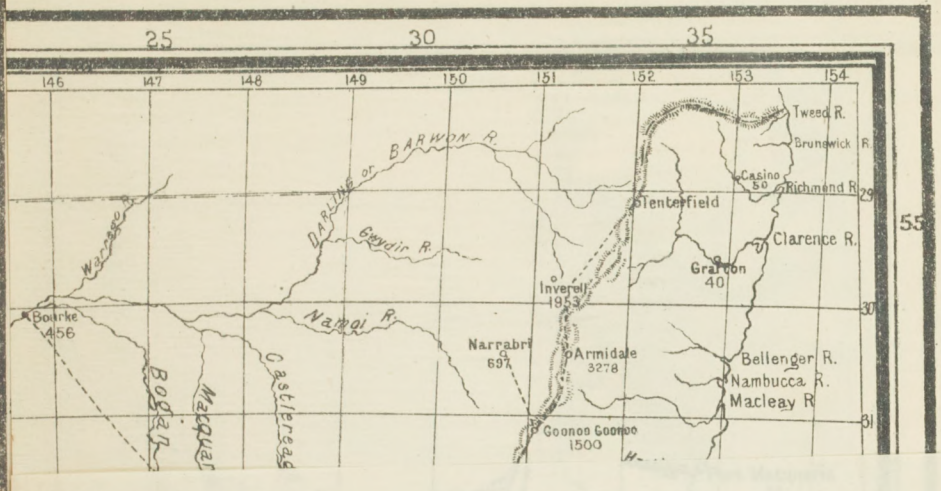 25 30 35
146 147 148 149 150 151 152 153 154
Tweed R.
Brunswick R.
DARLING or BARWON R.
Casino
50
Richmond R
29
Warrego R.
Tenterfield
55
Gwydir R.
Clarence R.
Grafton
40
Inverell
1953
30
Bourke
456
Namoi R.
Narrabri
697
Armidale
3278
Bellenger R.
Nambucca R.
Macleay R
Bogan
Macquar
Castlereag
31
Goonoo Goonoo
1500